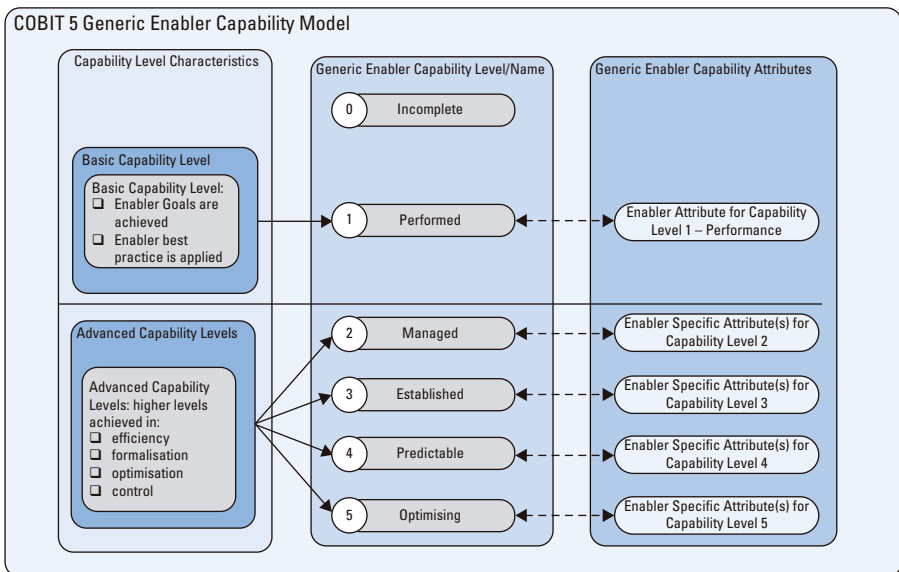 COBIT 5 Generic Enabler Capability Model
Capability Level Characteristics
Basic Capability Level
Basic Capability Level:
❑ Enabler Goals are
achieved
❑ Enabler best
practice is applied
Advanced Capability Levels
Advanced Capability
Levels: higher levels
achieved in:
❑ efficiency
❑ formalisation
❑ optimisation
❑ control
Generic Enabler Capability Level/Name
0 Incomplete
1 Performed
2 Managed
3 Established
4 Predictable
5 Optimising
Generic Enabler Capability Attributes
Enabler Attribute for Capability
Level 1 – Performance
Enabler Specific Attribute(s) for
Capability Level 2
Enabler Specific Attribute(s) for
Capability Level 3
Enabler Specific Attribute(s) for
Capability Level 4
Enabler Specific Attribute(s) for
Capability Level 5